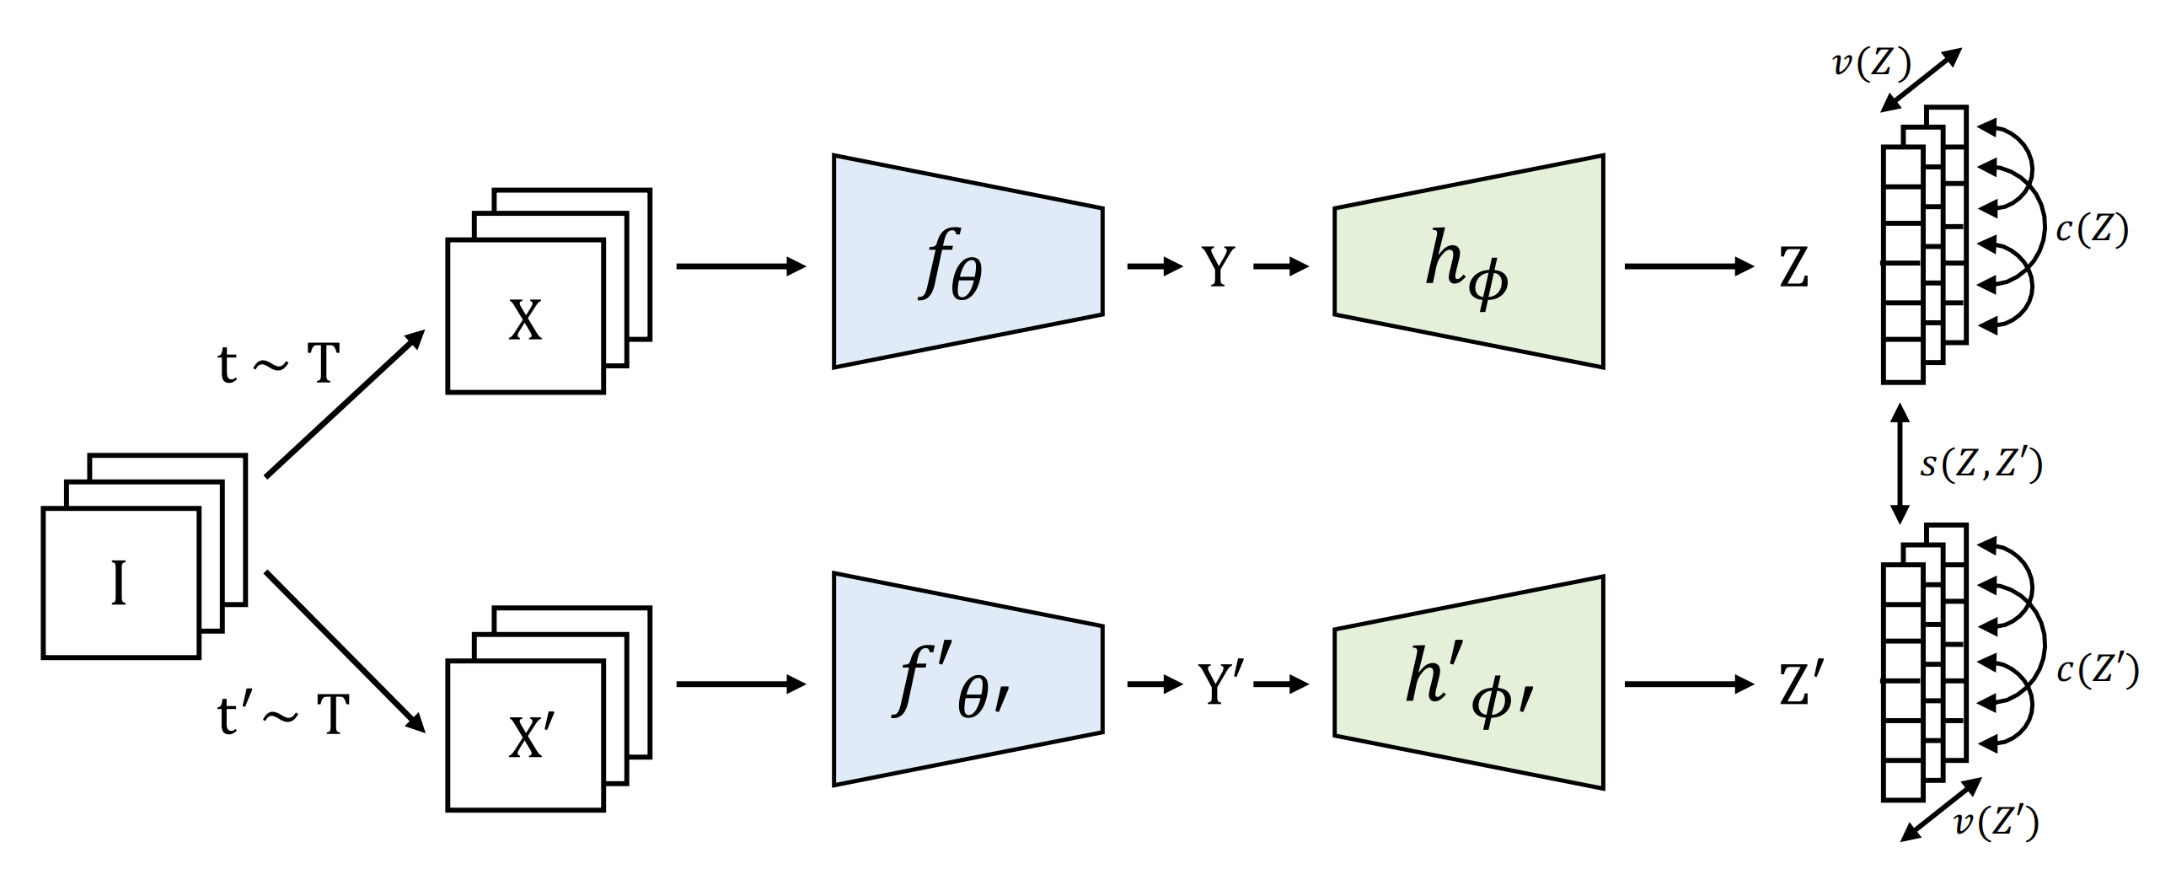 v(Z)
c(Z)
t ~ T
X
f_θ
Y
h_ϕ
Z
s(Z, Z′)
I
t′ ~ T
X′
f′_θ′
Y′
h′_ϕ′
Z′
c(Z′)
v(Z′)